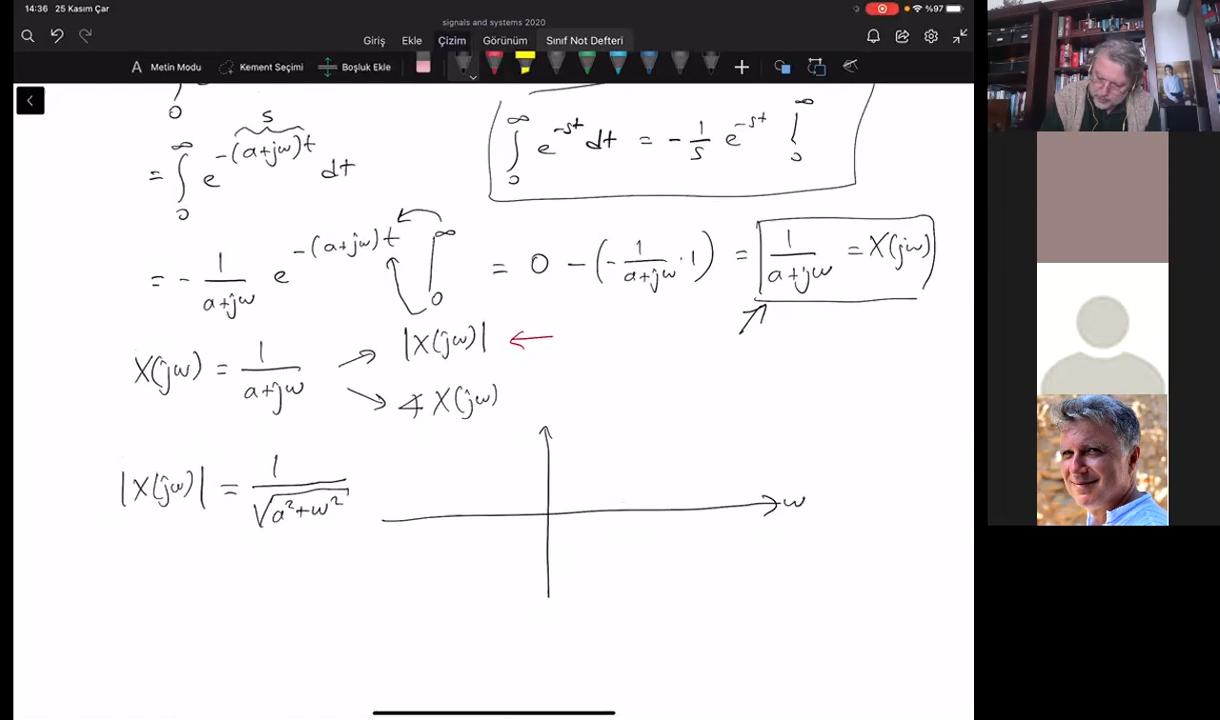 14:36 25 Kasım Çar
%97
signals and systems 2020
Giriş Ekle Çizim Görünüm Sınıf Not Defteri
A Metin Modu Kement Seçimi Boşluk Ekle
0
s
= ∫₀^∞ e^{-(a+jω)t} dt
∫₀^∞ e^{-st} dt = -1/s e^{-st} |₀^∞
= - 1/(a+jω) e^{-(a+jω)t} |₀^∞ = 0 - (- 1/(a+jω) · 1) = 1/(a+jω) = X(jω)
X(jω) = 1/(a+jω) → |X(jω)| ←
→ ∡ X(jω)
|X(jω)| = 1/√(a²+ω²)
ω